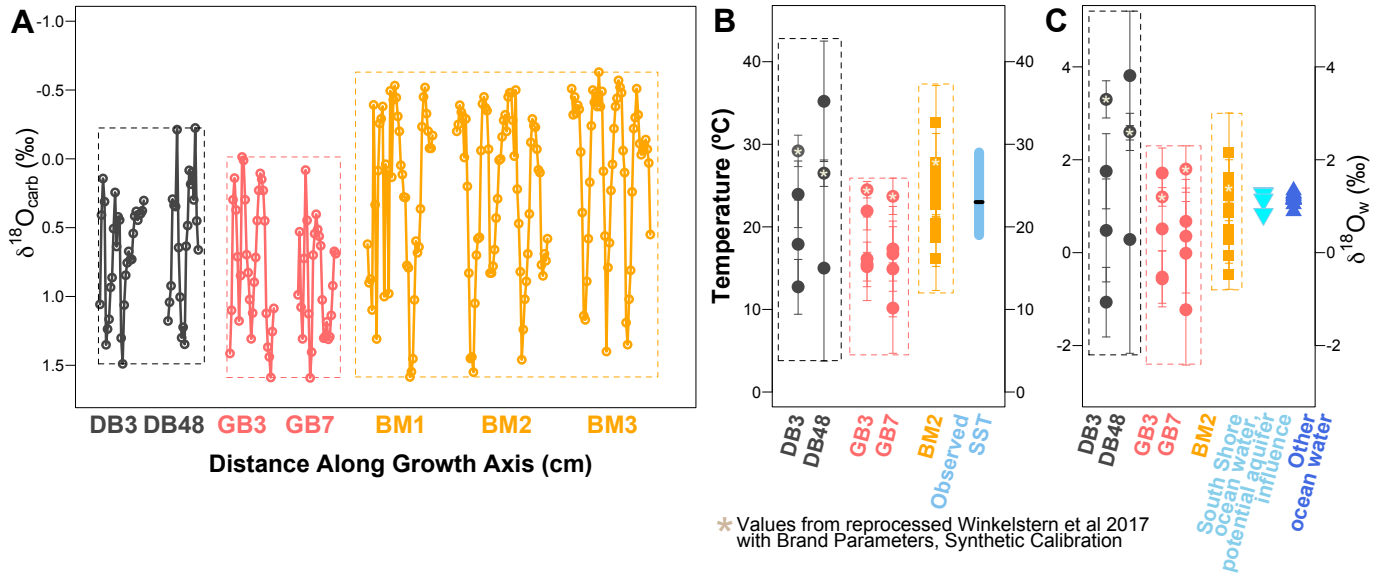 A
δ18Ocarb (‰)
-1.0
-0.5
0.0
0.5
1.0
1.5
DB3 DB48 GB3 GB7 BM1 BM2 BM3
Distance Along Growth Axis (cm)
B
Temperature (ºC)
40
30
20
10
0
40
30
20
10
0
DB3
DB48
GB3
GB7
BM2
Observed
SST
C
4
2
0
-2
4
2
0
-2
δ18Ow (‰)
DB3
DB48
GB3
GB7
BM2
South Shore
ocean water,
potential aquifer
influence
Other
ocean water
* Values from reprocessed Winkelstern et al 2017
with Brand Parameters, Synthetic Calibration